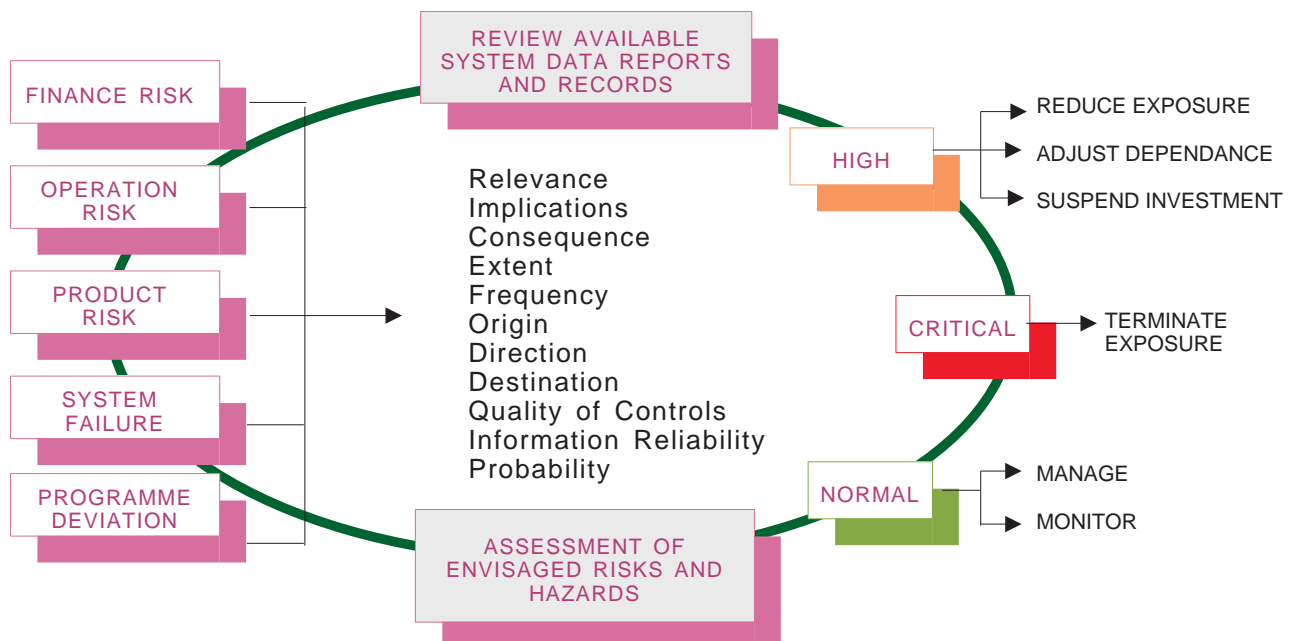 REVIEW AVAILABLE
SYSTEM DATA REPORTS
AND RECORDS
FINANCE RISK
OPERATION
RISK
PRODUCT
RISK
SYSTEM
FAILURE
PROGRAMME
DEVIATION
Relevance
Implications
Consequence
Extent
Frequency
Origin
Direction
Destination
Quality of Controls
Information Reliability
Probability
HIGH
REDUCE EXPOSURE
ADJUST DEPENDANCE
SUSPEND INVESTMENT
CRITICAL
TERMINATE
EXPOSURE
NORMAL
MANAGE
MONITOR
ASSESSMENT OF
ENVISAGED RISKS AND
HAZARDS